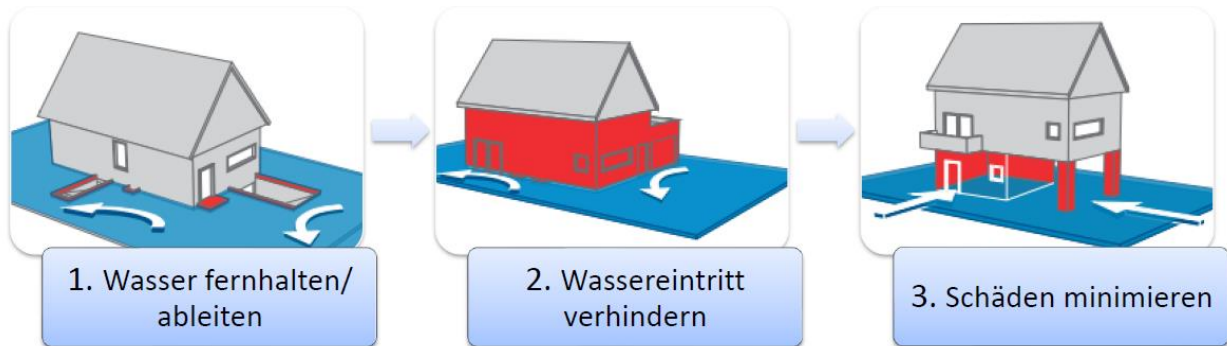 1. Wasser fernhalten/
ableiten
2. Wassereintritt
verhindern
3. Schäden minimieren